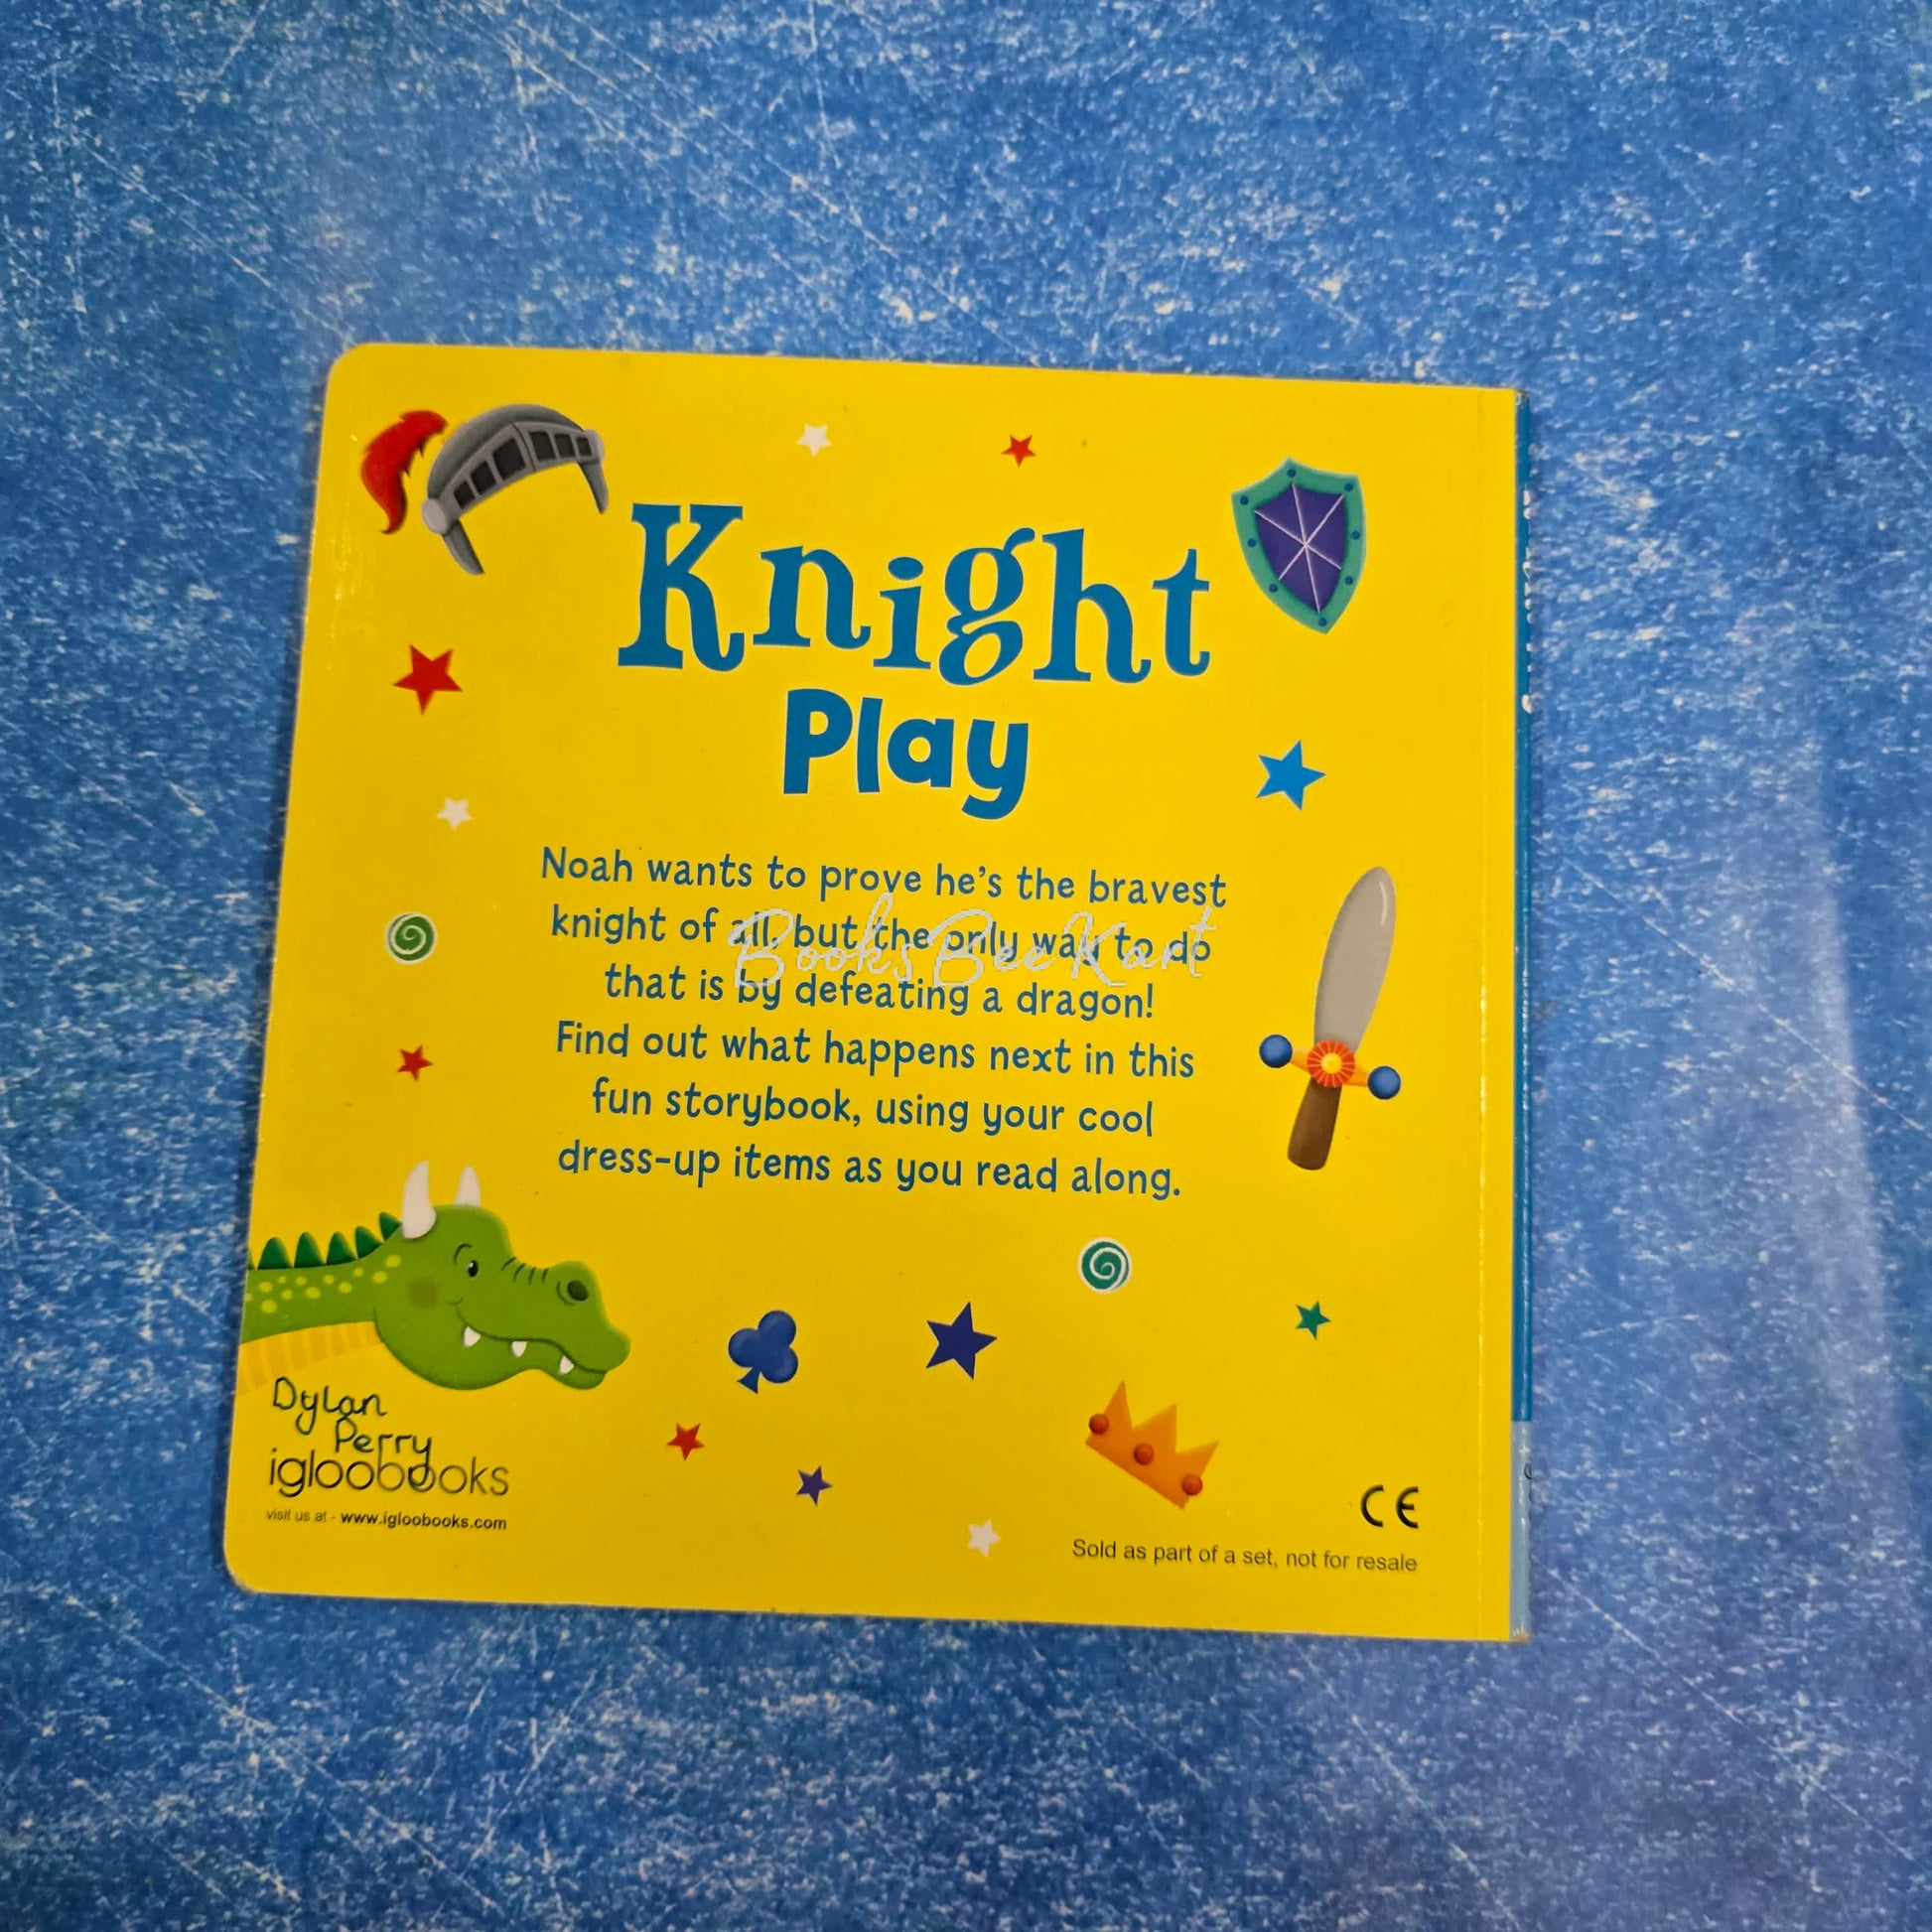 Knight
Play
Noah wants to prove he's the bravest
knight of all, but the only way to do
BooksBeeKart
that is by defeating a dragon!
Find out what happens next in this
fun storybook, using your cool
dress-up items as you read along.
Dylan
Perry
igloobooks
visit us at - www.igloobooks.com
CE
Sold as part of a set, not for resale